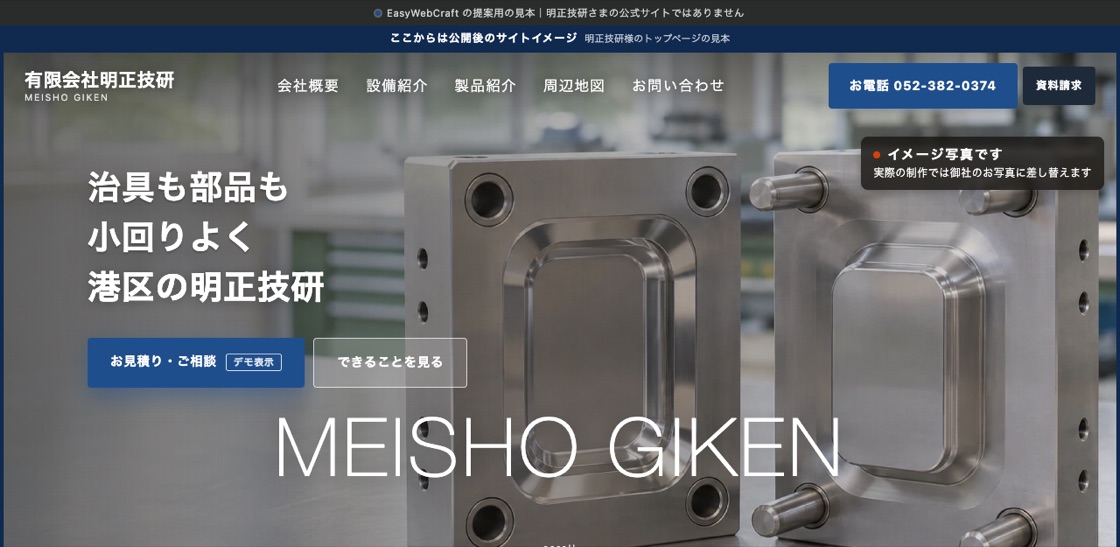 EasyWebCraft の提案用の見本｜明正技研さまの公式サイトではありません
ここからは公開後のサイトイメージ 明正技研様のトップページの見本
有限会社明正技研
MEISHO GIKEN
会社概要 設備紹介 製品紹介 周辺地図 お問い合わせ
お電話 052-382-0374
資料請求
イメージ写真です
実際の制作では御社のお写真に差し替えます
治具も部品も
小回りよく
港区の明正技研
お見積り・ご相談 デモ表示
できることを見る
MEISHO GIKEN